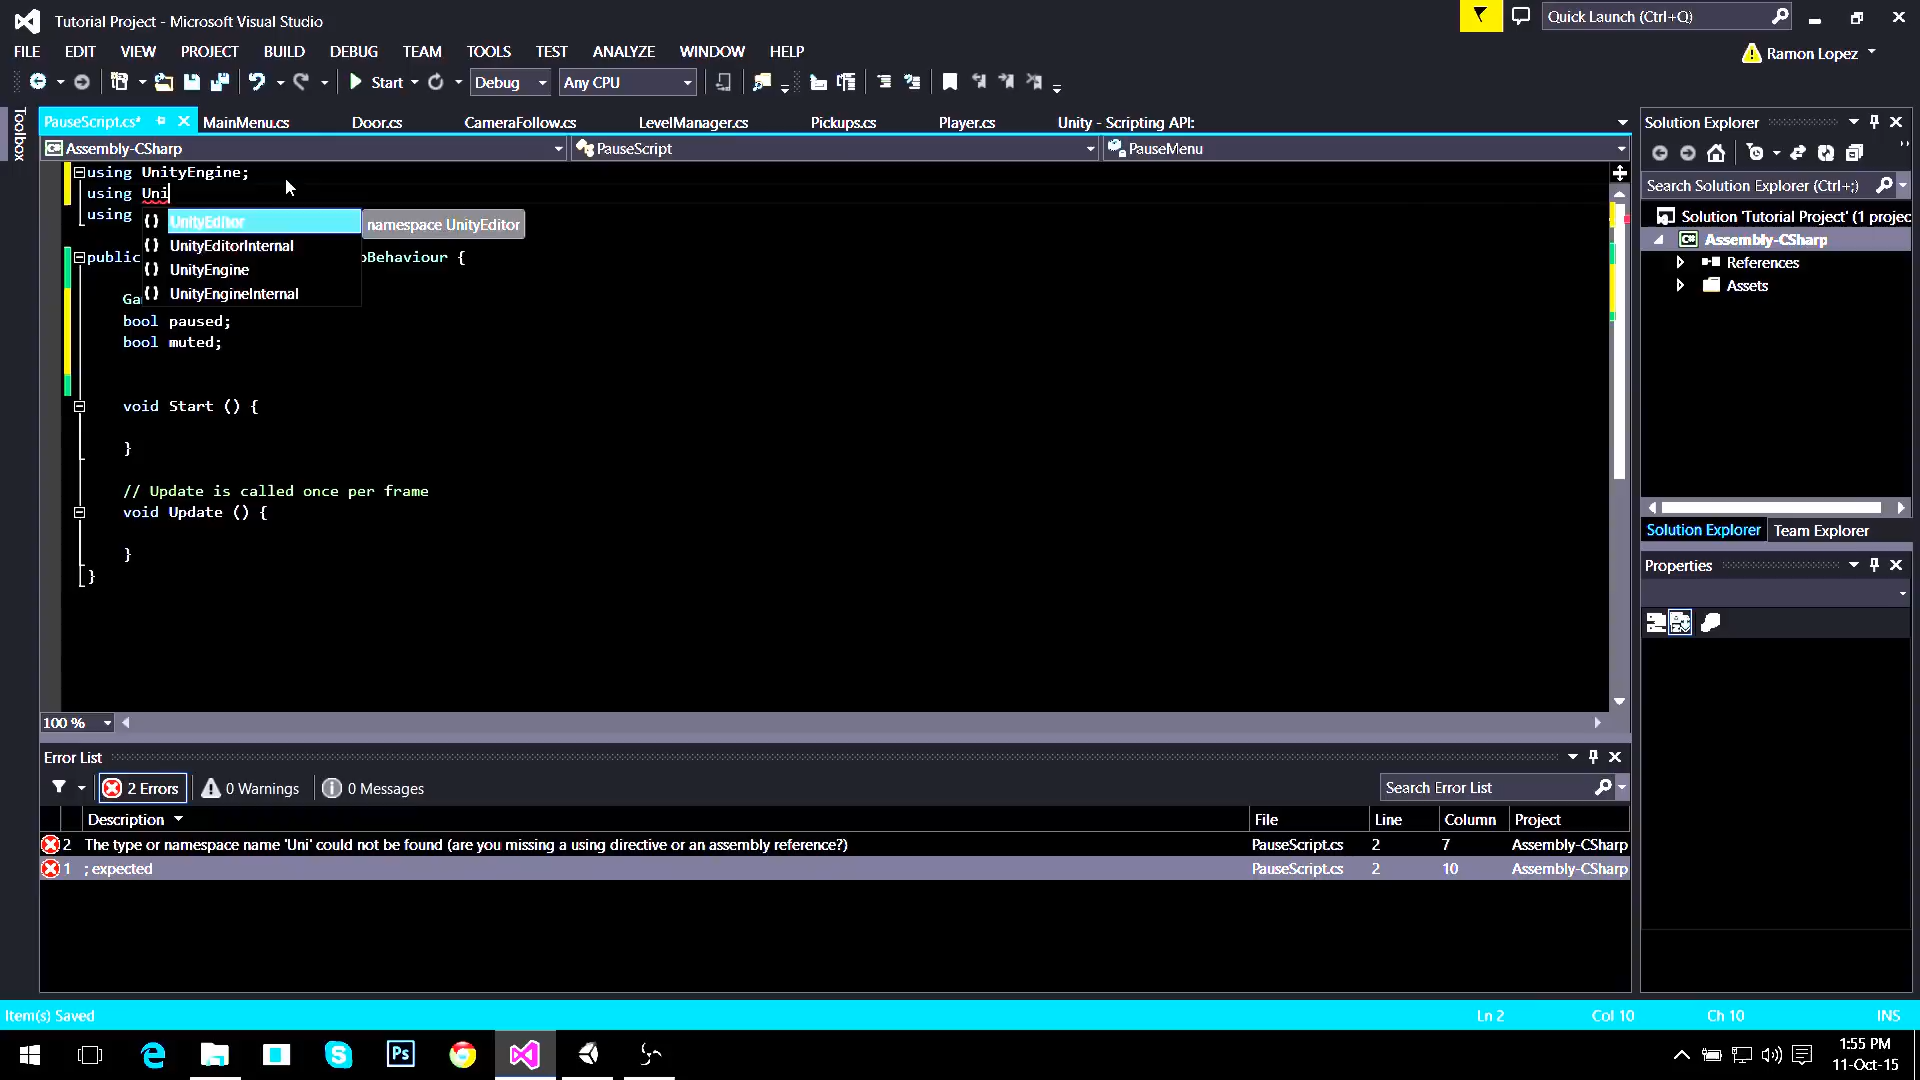 Tutorial Project - Microsoft Visual Studio
Quick Launch (Ctrl+Q)
FILE EDIT VIEW PROJECT BUILD DEBUG TEAM TOOLS TEST ANALYZE WINDOW HELP
Ramon Lopez
Start Debug Any CPU
Toolbox
PauseScript.cs* MainMenu.cs Door.cs CameraFollow.cs LevelManager.cs Pickups.cs Player.cs Unity - Scripting API:
Assembly-CSharp PauseScript PauseMenu
using UnityEngine;
using Uni
using
UnityEditor
namespace UnityEditor
UnityEditorInternal
UnityEngine
UnityEngineInternal
public oBehaviour {
Ga
bool paused;
bool muted;
void Start () {
}
// Update is called once per frame
void Update () {
}
}
100 %
Solution Explorer
Search Solution Explorer (Ctrl+;)
Solution 'Tutorial Project' (1 projec
Assembly-CSharp
References
Assets
Solution Explorer Team Explorer
Properties
Error List
2 Errors 0 Warnings 0 Messages
Search Error List
Description File Line Column Project
2 The type or namespace name 'Uni' could not be found (are you missing a using directive or an assembly reference?) PauseScript.cs 2 7 Assembly-CSharp
1 ; expected PauseScript.cs 2 10 Assembly-CSharp
Item(s) Saved Ln 2 Col 10 Ch 10 INS
Ps
1:55 PM
11-Oct-15